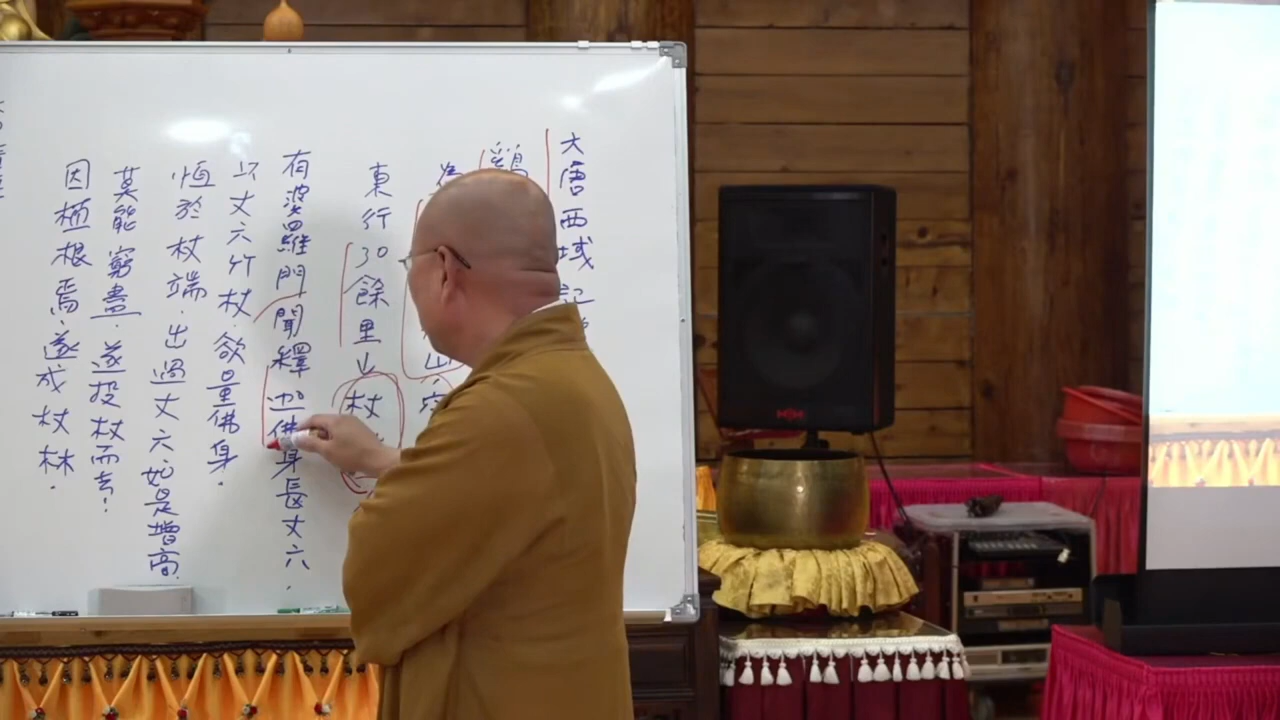 大唐西域記
鷄
為
東行30餘里山杖
有婆羅門聞釋迦佛身長丈六.
以丈六竹杖.欲量佛身.
恆於杖端.出過丈六.如是增高.
莫能窮盡.遂投杖而去!
因植根焉.遂成杖林.